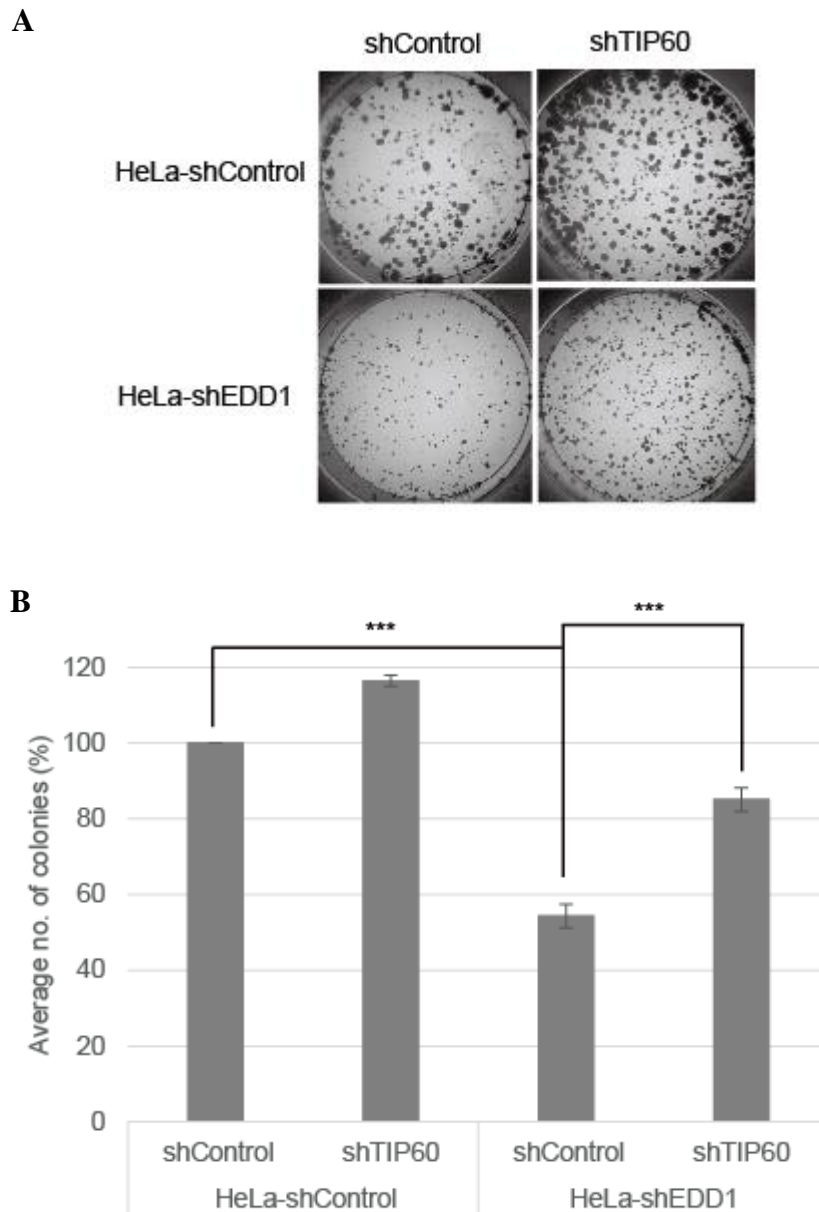 A
shControl shTIP60
HeLa-shControl
HeLa-shEDD1
B
***
***
120
100
80
60
40
20
0
Average no. of colonies (%)
shControl shTIP60 shControl shTIP60
HeLa-shControl HeLa-shEDD1